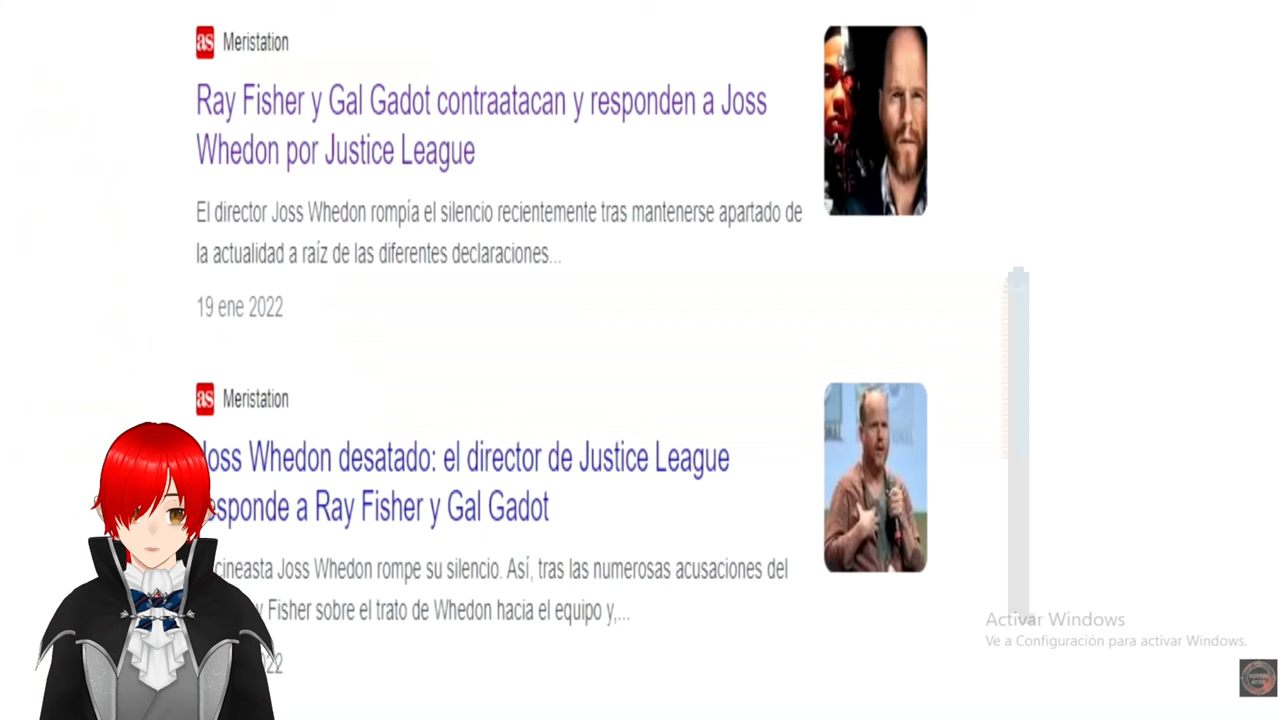 as Meristation
Ray Fisher y Gal Gadot contraatacan y responden a Joss
Whedon por Justice League
El director Joss Whedon rompía el silencio recientemente tras mantenerse apartado de
la actualidad a raíz de las diferentes declaraciones...
19 ene 2022
as Meristation
Joss Whedon desatado: el director de Justice League
esponde a Ray Fisher y Gal Gadot
cineasta Joss Whedon rompe su silencio. Así, tras las numerosas acusaciones del
y Fisher sobre el trato de Whedon hacia el equipo y,...
22
Activar Windows
Ve a Configuración para activar Windows.